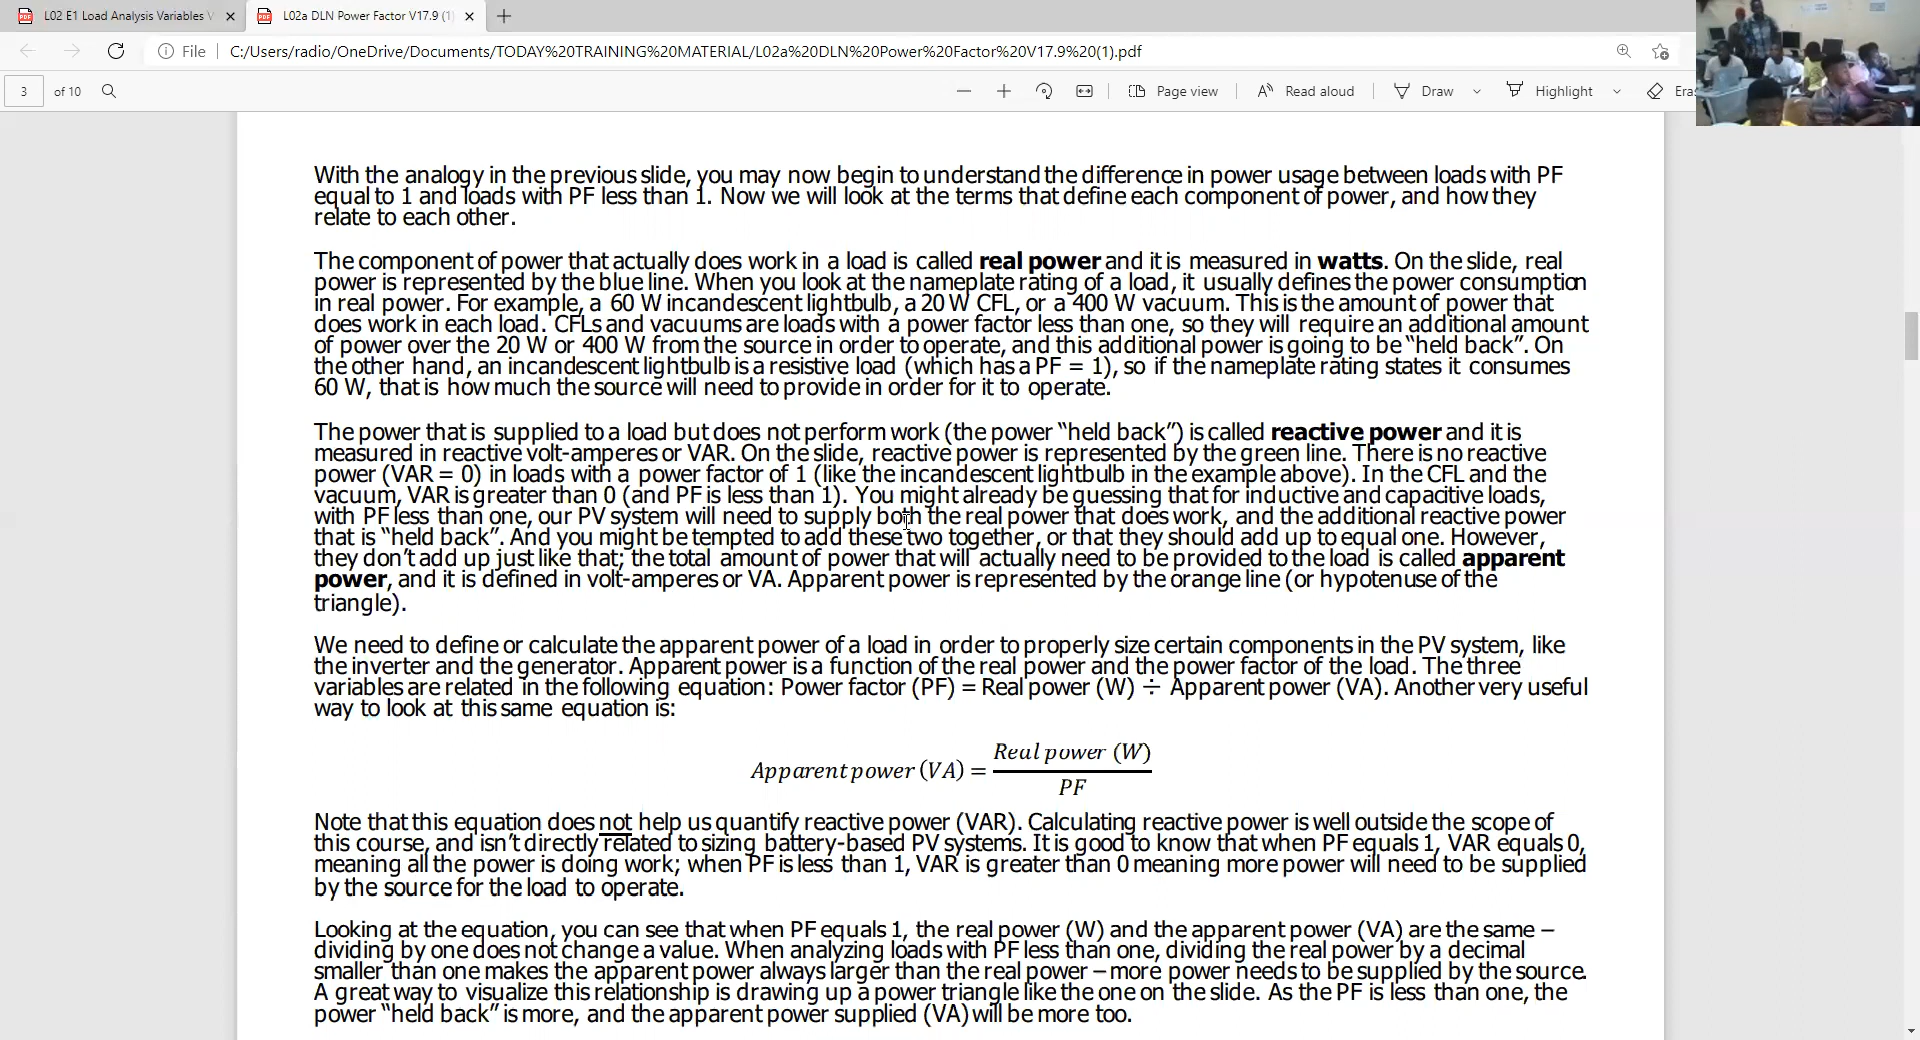 L02 E1 Load Analysis Variables V
L02a DLN Power Factor V17.9 (1)
File
C:/Users/radio/OneDrive/Documents/TODAY%20TRAINING%20MATERIAL/L02a%20DLN%20Power%20Factor%20V17.9%20(1).pdf
3 of 10
Page view
Read aloud
Draw
Highlight
Eras
With the analogy in the previous slide, you may now begin to understand the difference in power usage between loads with PF
equal to 1 and loads with PF less than 1. Now we will look at the terms that define each component of power, and how they
relate to each other.
The component of power that actually does work in a load is called real power and it is measured in watts. On the slide, real
power is represented by the blue line. When you look at the nameplate rating of a load, it usually defines the power consumption
in real power. For example, a 60 W incandescent lightbulb, a 20 W CFL, or a 400 W vacuum. This is the amount of power that
does work in each load. CFLs and vacuums are loads with a power factor less than one, so they will require an additional amount
of power over the 20 W or 400 W from the source in order to operate, and this additional power is going to be “held back”. On
the other hand, an incandescent lightbulb is a resistive load (which has a PF = 1), so if the nameplate rating states it consumes
60 W, that is how much the source will need to provide in order for it to operate.
The power that is supplied to a load but does not perform work (the power “held back”) is called reactive power and it is
measured in reactive volt-amperes or VAR. On the slide, reactive power is represented by the green line. There is no reactive
power (VAR = 0) in loads with a power factor of 1 (like the incandescent lightbulb in the example above). In the CFL and the
vacuum, VAR is greater than 0 (and PF is less than 1). You might already be guessing that for inductive and capacitive loads,
with PF less than one, our PV system will need to supply both the real power that does work, and the additional reactive power
that is “held back”. And you might be tempted to add these two together, or that they should add up to equal one. However,
they don’t add up just like that; the total amount of power that will actually need to be provided to the load is called apparent
power, and it is defined in volt-amperes or VA. Apparent power is represented by the orange line (or hypotenuse of the
triangle).
We need to define or calculate the apparent power of a load in order to properly size certain components in the PV system, like
the inverter and the generator. Apparent power is a function of the real power and the power factor of the load. The three
variables are related in the following equation: Power factor (PF) = Real power (W) ÷ Apparent power (VA). Another very useful
way to look at this same equation is:
Apparent power (VA) = Real power (W)
PF
Note that this equation does not help us quantify reactive power (VAR). Calculating reactive power is well outside the scope of
this course, and isn’t directly related to sizing battery-based PV systems. It is good to know that when PF equals 1, VAR equals 0,
meaning all the power is doing work; when PF is less than 1, VAR is greater than 0 meaning more power will need to be supplied
by the source for the load to operate.
Looking at the equation, you can see that when PF equals 1, the real power (W) and the apparent power (VA) are the same –
dividing by one does not change a value. When analyzing loads with PF less than one, dividing the real power by a decimal
smaller than one makes the apparent power always larger than the real power – more power needs to be supplied by the source.
A great way to visualize this relationship is drawing up a power triangle like the one on the slide. As the PF is less than one, the
power “held back” is more, and the apparent power supplied (VA) will be more too.